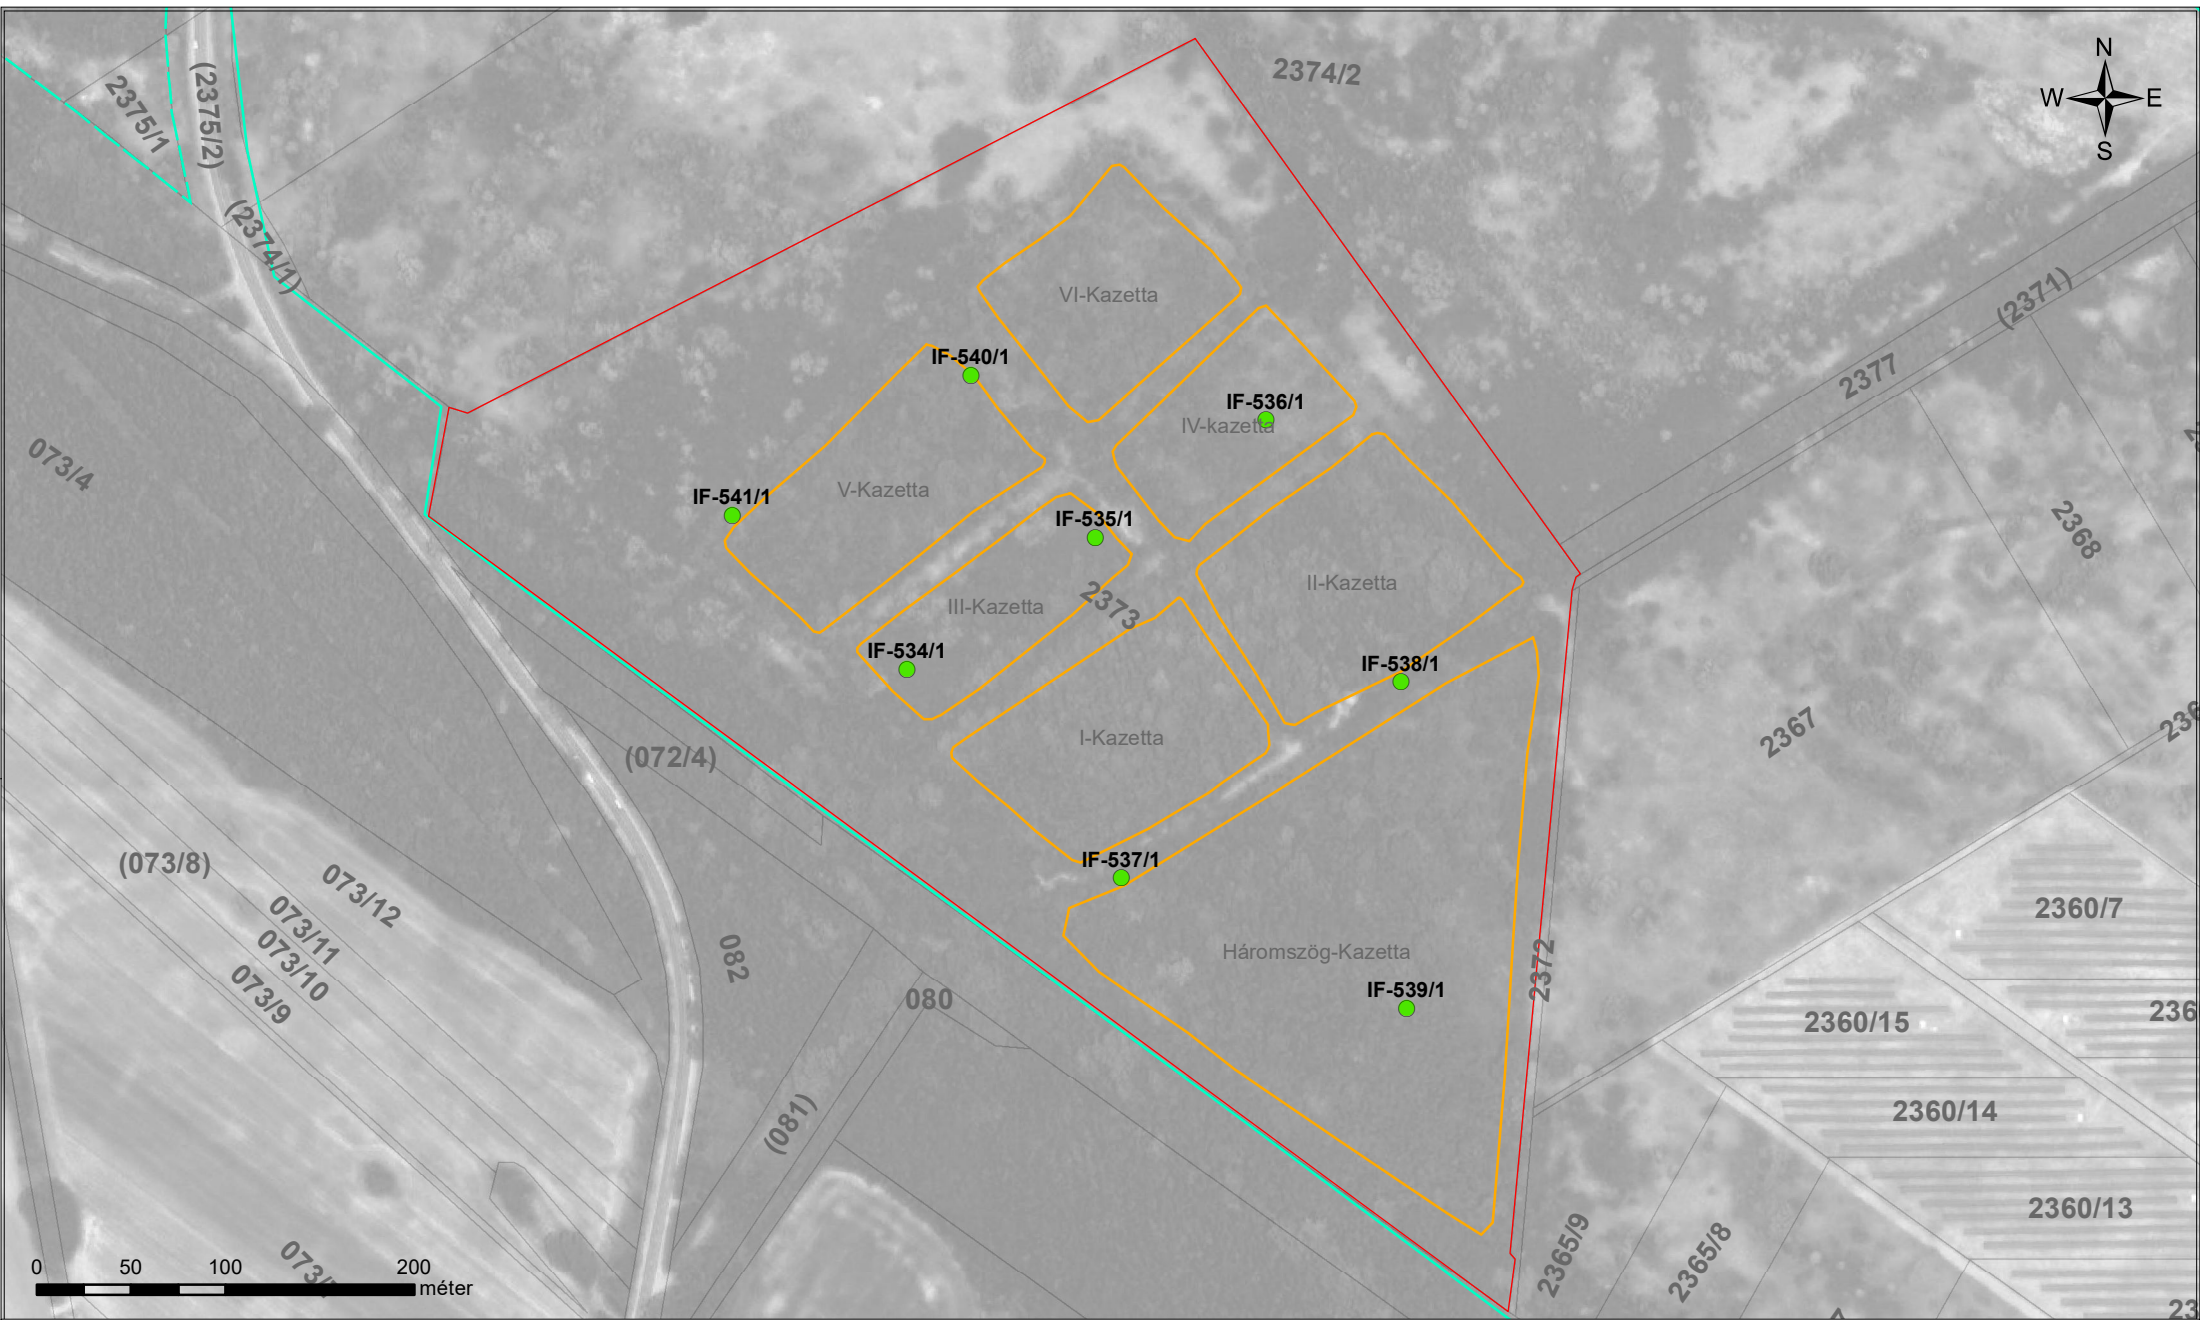 N
W E
S
2374/2
2375/1
(2375/2)
(2374/1)
(2371)
2377
VI-Kazetta
IF-540/1
IF-536/1
IV-kazetta
073/4
V-Kazetta
IF-541/1
IF-535/1
2368
II-Kazetta
III-Kazetta
2373
IF-534/1
IF-538/1
2367
I-Kazetta
(072/4)
IF-537/1
(073/8)
073/12
073/11
073/10
073/9
082
080
Háromszög-Kazetta
IF-539/1
2372
2360/7
2360/15
2360/14
(081)
2360/13
2365/9
2365/8
0 50 100 200
méter